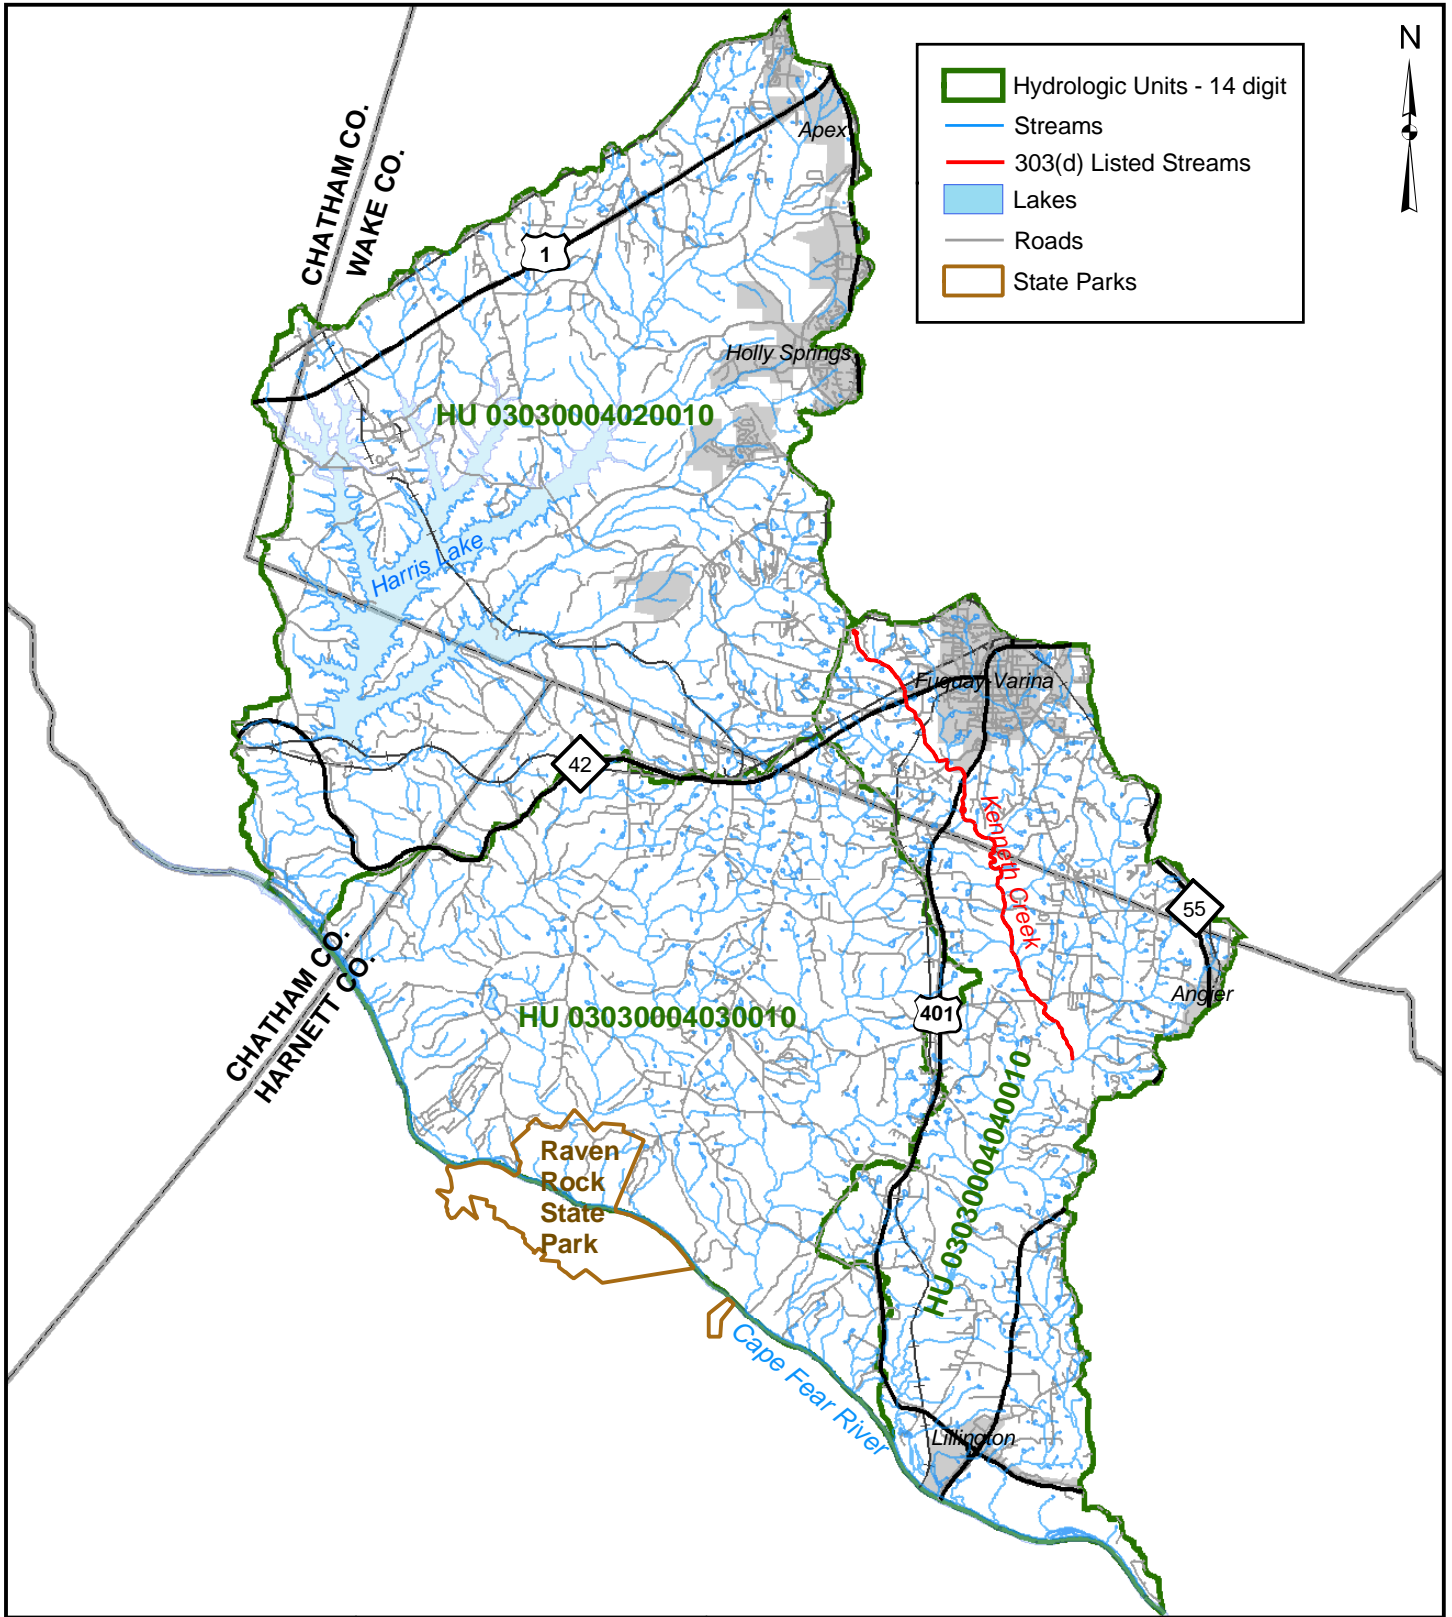 N
Hydrologic Units - 14 digit
Streams
303(d) Listed Streams
Lakes
Roads
State Parks
CHATHAM CO.
WAKE CO.
Apex
1
Holly Springs
HU 03030004020010
Harris Lake
Fuquay-Varina
42
Kenneth Creek
55
CHATHAM CO.
HARNETT CO.
Angier
HU 03030004030010
401
HU 03030004040010
Raven
Rock
State
Park
Cape Fear River
Lillington